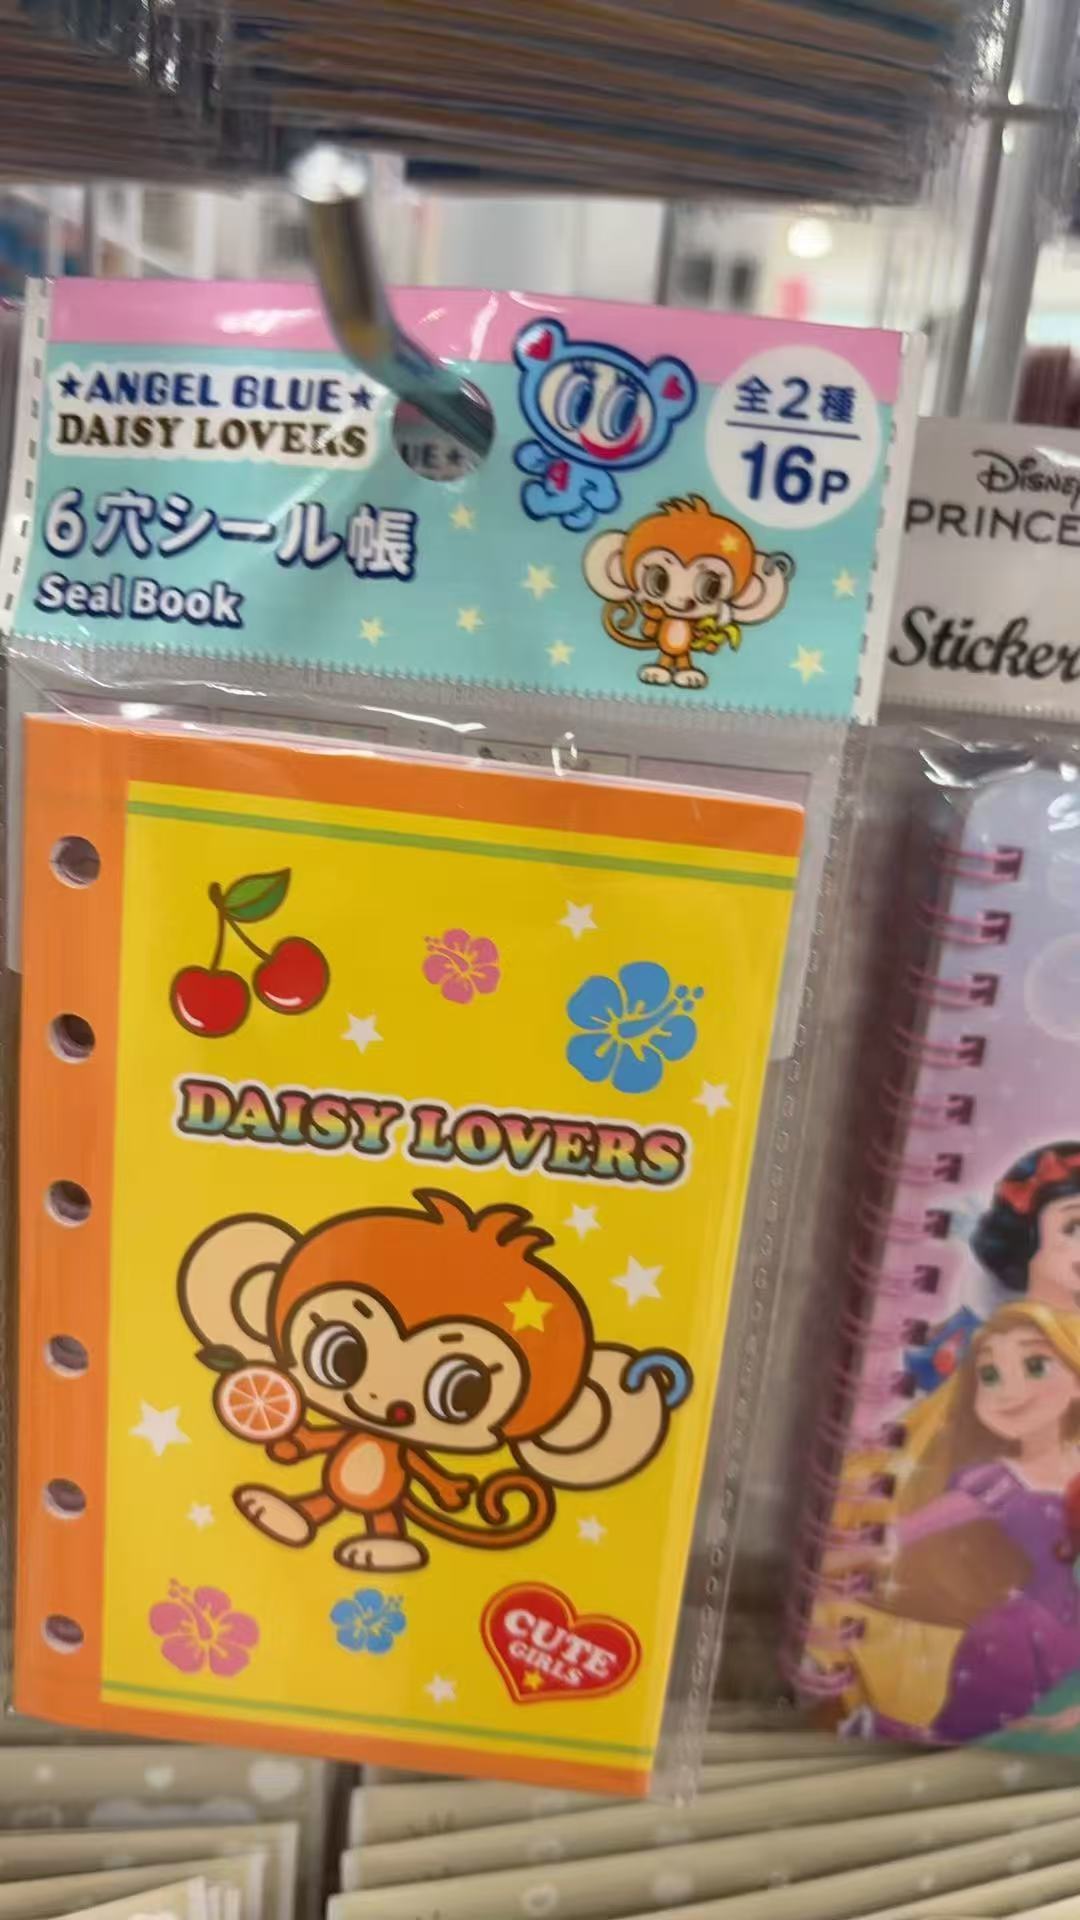 ★ANGEL BLUE★
DAISY LOVERS
UE★
6穴シール帳
Seal Book
全2種
16P
DISNEY
PRINCE
Sticker
DAISY LOVERS
CUTE
GIRLS